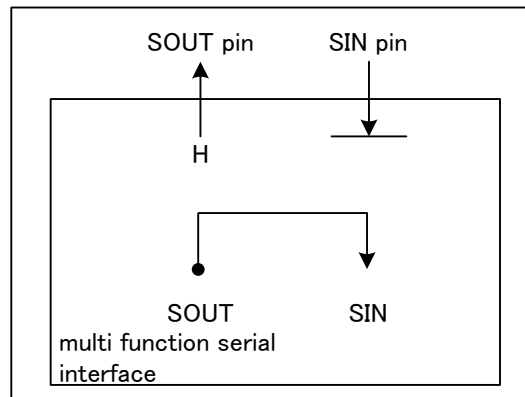 SOUT pin SIN pin
H
SOUT SIN
multi function serial
interface